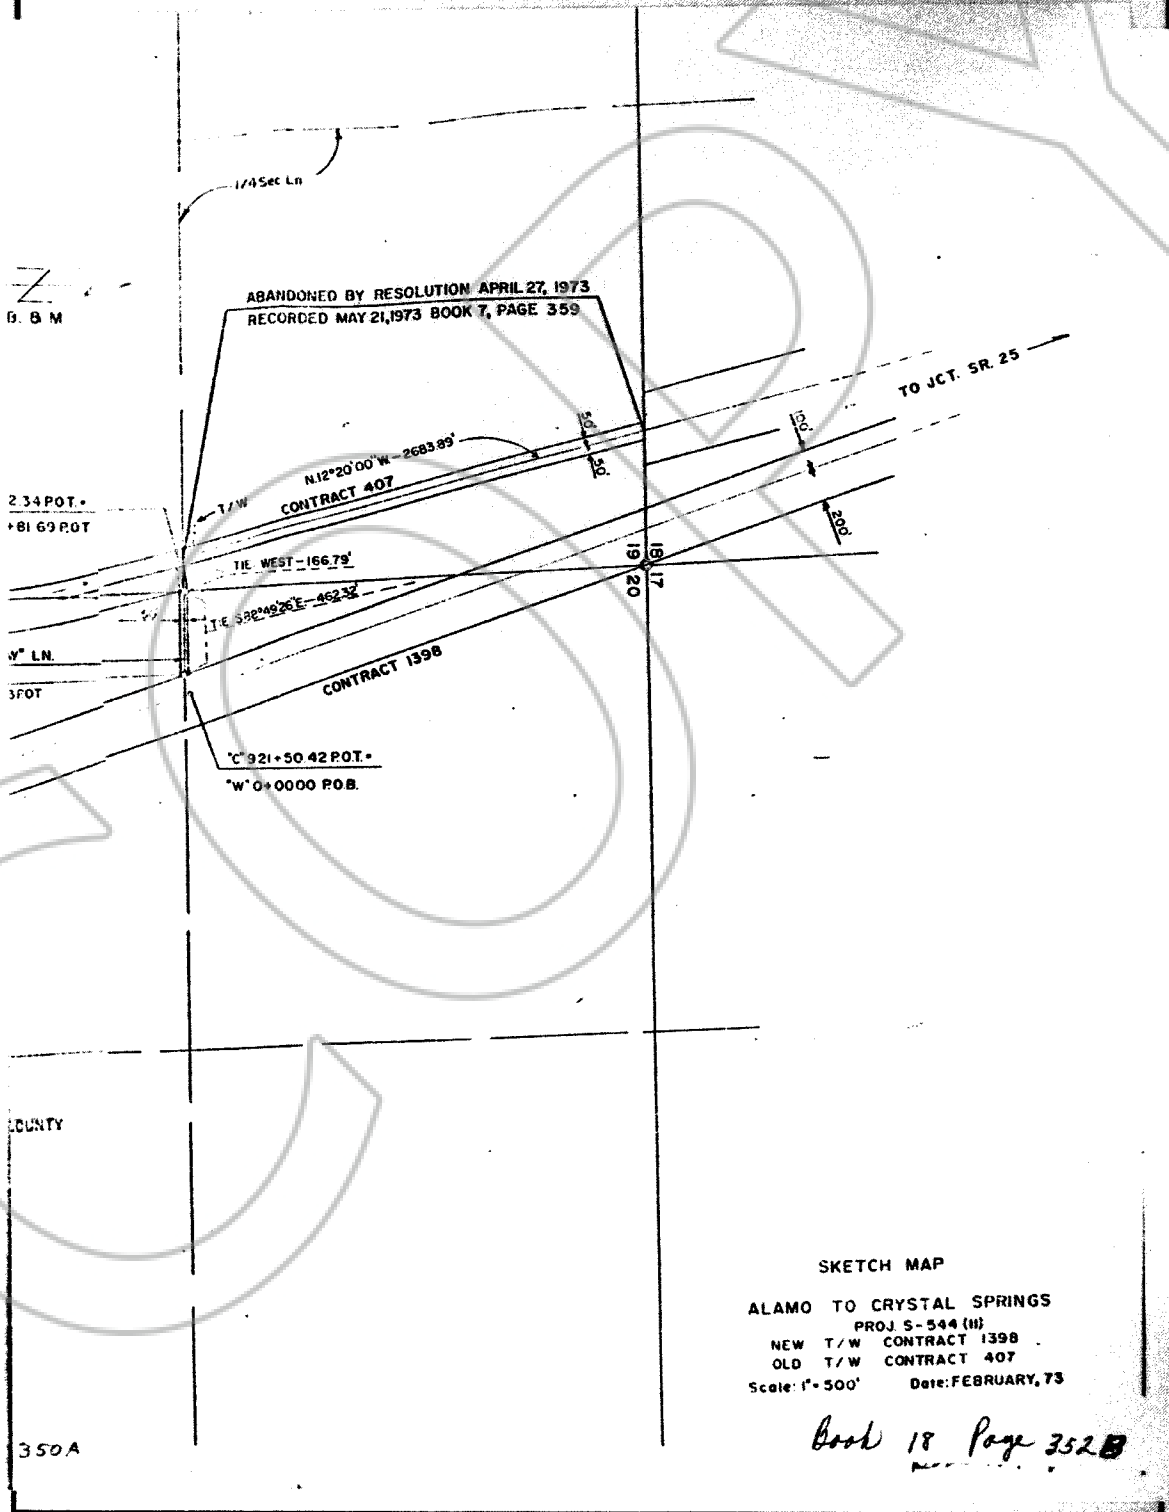 1/4 Sec Ln
B. & M
ABANDONED BY RESOLUTION APRIL 27, 1973
RECORDED MAY 21, 1973 BOOK 7, PAGE 359
TO JCT. SR. 25
50'
50'
100'
200'
N.12°20'00"W-2683.89'
CONTRACT 407
T/W
2.34 P.O.T.=
+81.69 P.O.T
TIE WEST-166.79'
TIE S82°49'26"E-462.32'
18
17
19
20
"Y" LN.
POT
CONTRACT 1398
"C" 921+50.42 P.O.T.=
"W" 0+00.00 P.O.B.
COUNTY
SKETCH MAP
ALAMO TO CRYSTAL SPRINGS
PROJ. S-544(11)
NEW T/W CONTRACT 1398
OLD T/W CONTRACT 407
Scale: 1"=500' Date: FEBRUARY, 73
Book 18 Page 352B
350A